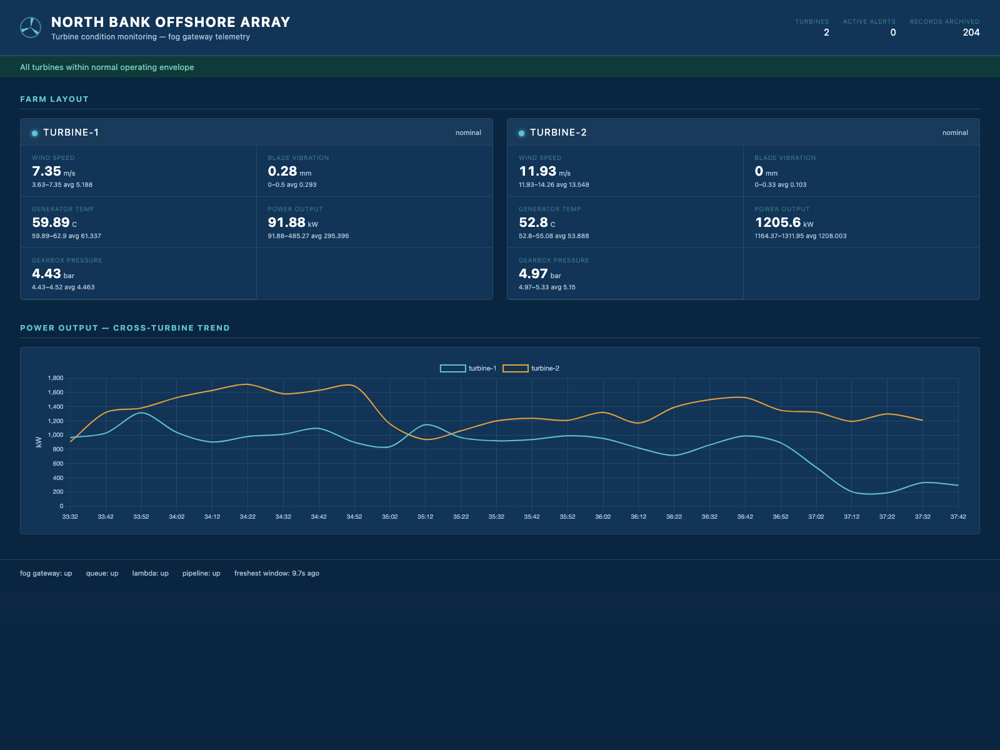 NORTH BANK OFFSHORE ARRAY
Turbine condition monitoring — fog gateway telemetry
TURBINES
2
ACTIVE ALERTS
0
RECORDS ARCHIVED
204
All turbines within normal operating envelope
FARM LAYOUT
TURBINE-1
nominal
WIND SPEED
7.35 m/s
3.63–7.35 avg 5.188
BLADE VIBRATION
0.28 mm
0–0.5 avg 0.293
GENERATOR TEMP
59.89 C
59.89–62.9 avg 61.337
POWER OUTPUT
91.88 kW
91.88–485.27 avg 295.396
GEARBOX PRESSURE
4.43 bar
4.43–4.52 avg 4.463
TURBINE-2
nominal
WIND SPEED
11.93 m/s
11.93–14.26 avg 13.548
BLADE VIBRATION
0 mm
0–0.33 avg 0.103
GENERATOR TEMP
52.8 C
52.8–55.08 avg 53.888
POWER OUTPUT
1205.6 kW
1164.37–1311.95 avg 1208.003
GEARBOX PRESSURE
4.97 bar
4.97–5.33 avg 5.15
POWER OUTPUT — CROSS-TURBINE TREND
turbine-1 turbine-2
kW
1,800
1,600
1,400
1,200
1,000
800
600
400
200
0
33:32 33:42 33:52 34:02 34:12 34:22 34:32 34:42 34:52 35:02 35:12 35:22 35:32 35:42 35:52 36:02 36:12 36:22 36:32 36:42 36:52 37:02 37:12 37:22 37:32 37:42
fog gateway: up queue: up lambda: up pipeline: up freshest window: 9.7s ago